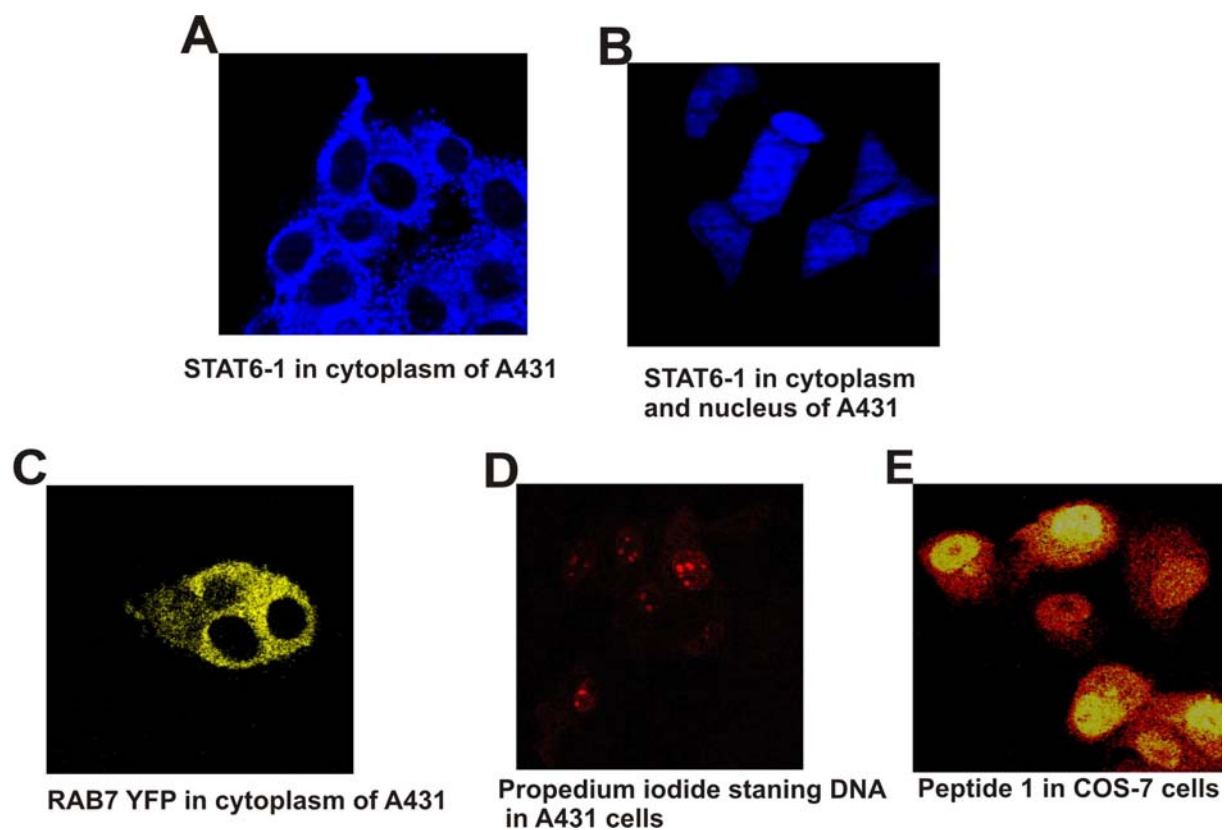 A
B
STAT6-1 in cytoplasm of A431
STAT6-1 in cytoplasm
and nucleus of A431
C
D
E
RAB7 YFP in cytoplasm of A431
Propedium iodide staning DNA
in A431 cells
Peptide 1 in COS-7 cells